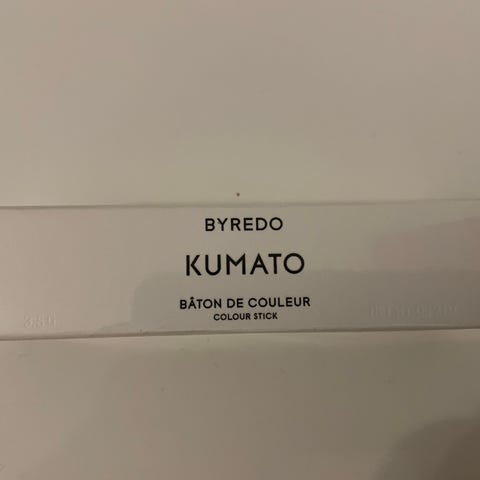 BYREDO
KUMATO
BÂTON DE COULEUR
COLOUR STICK